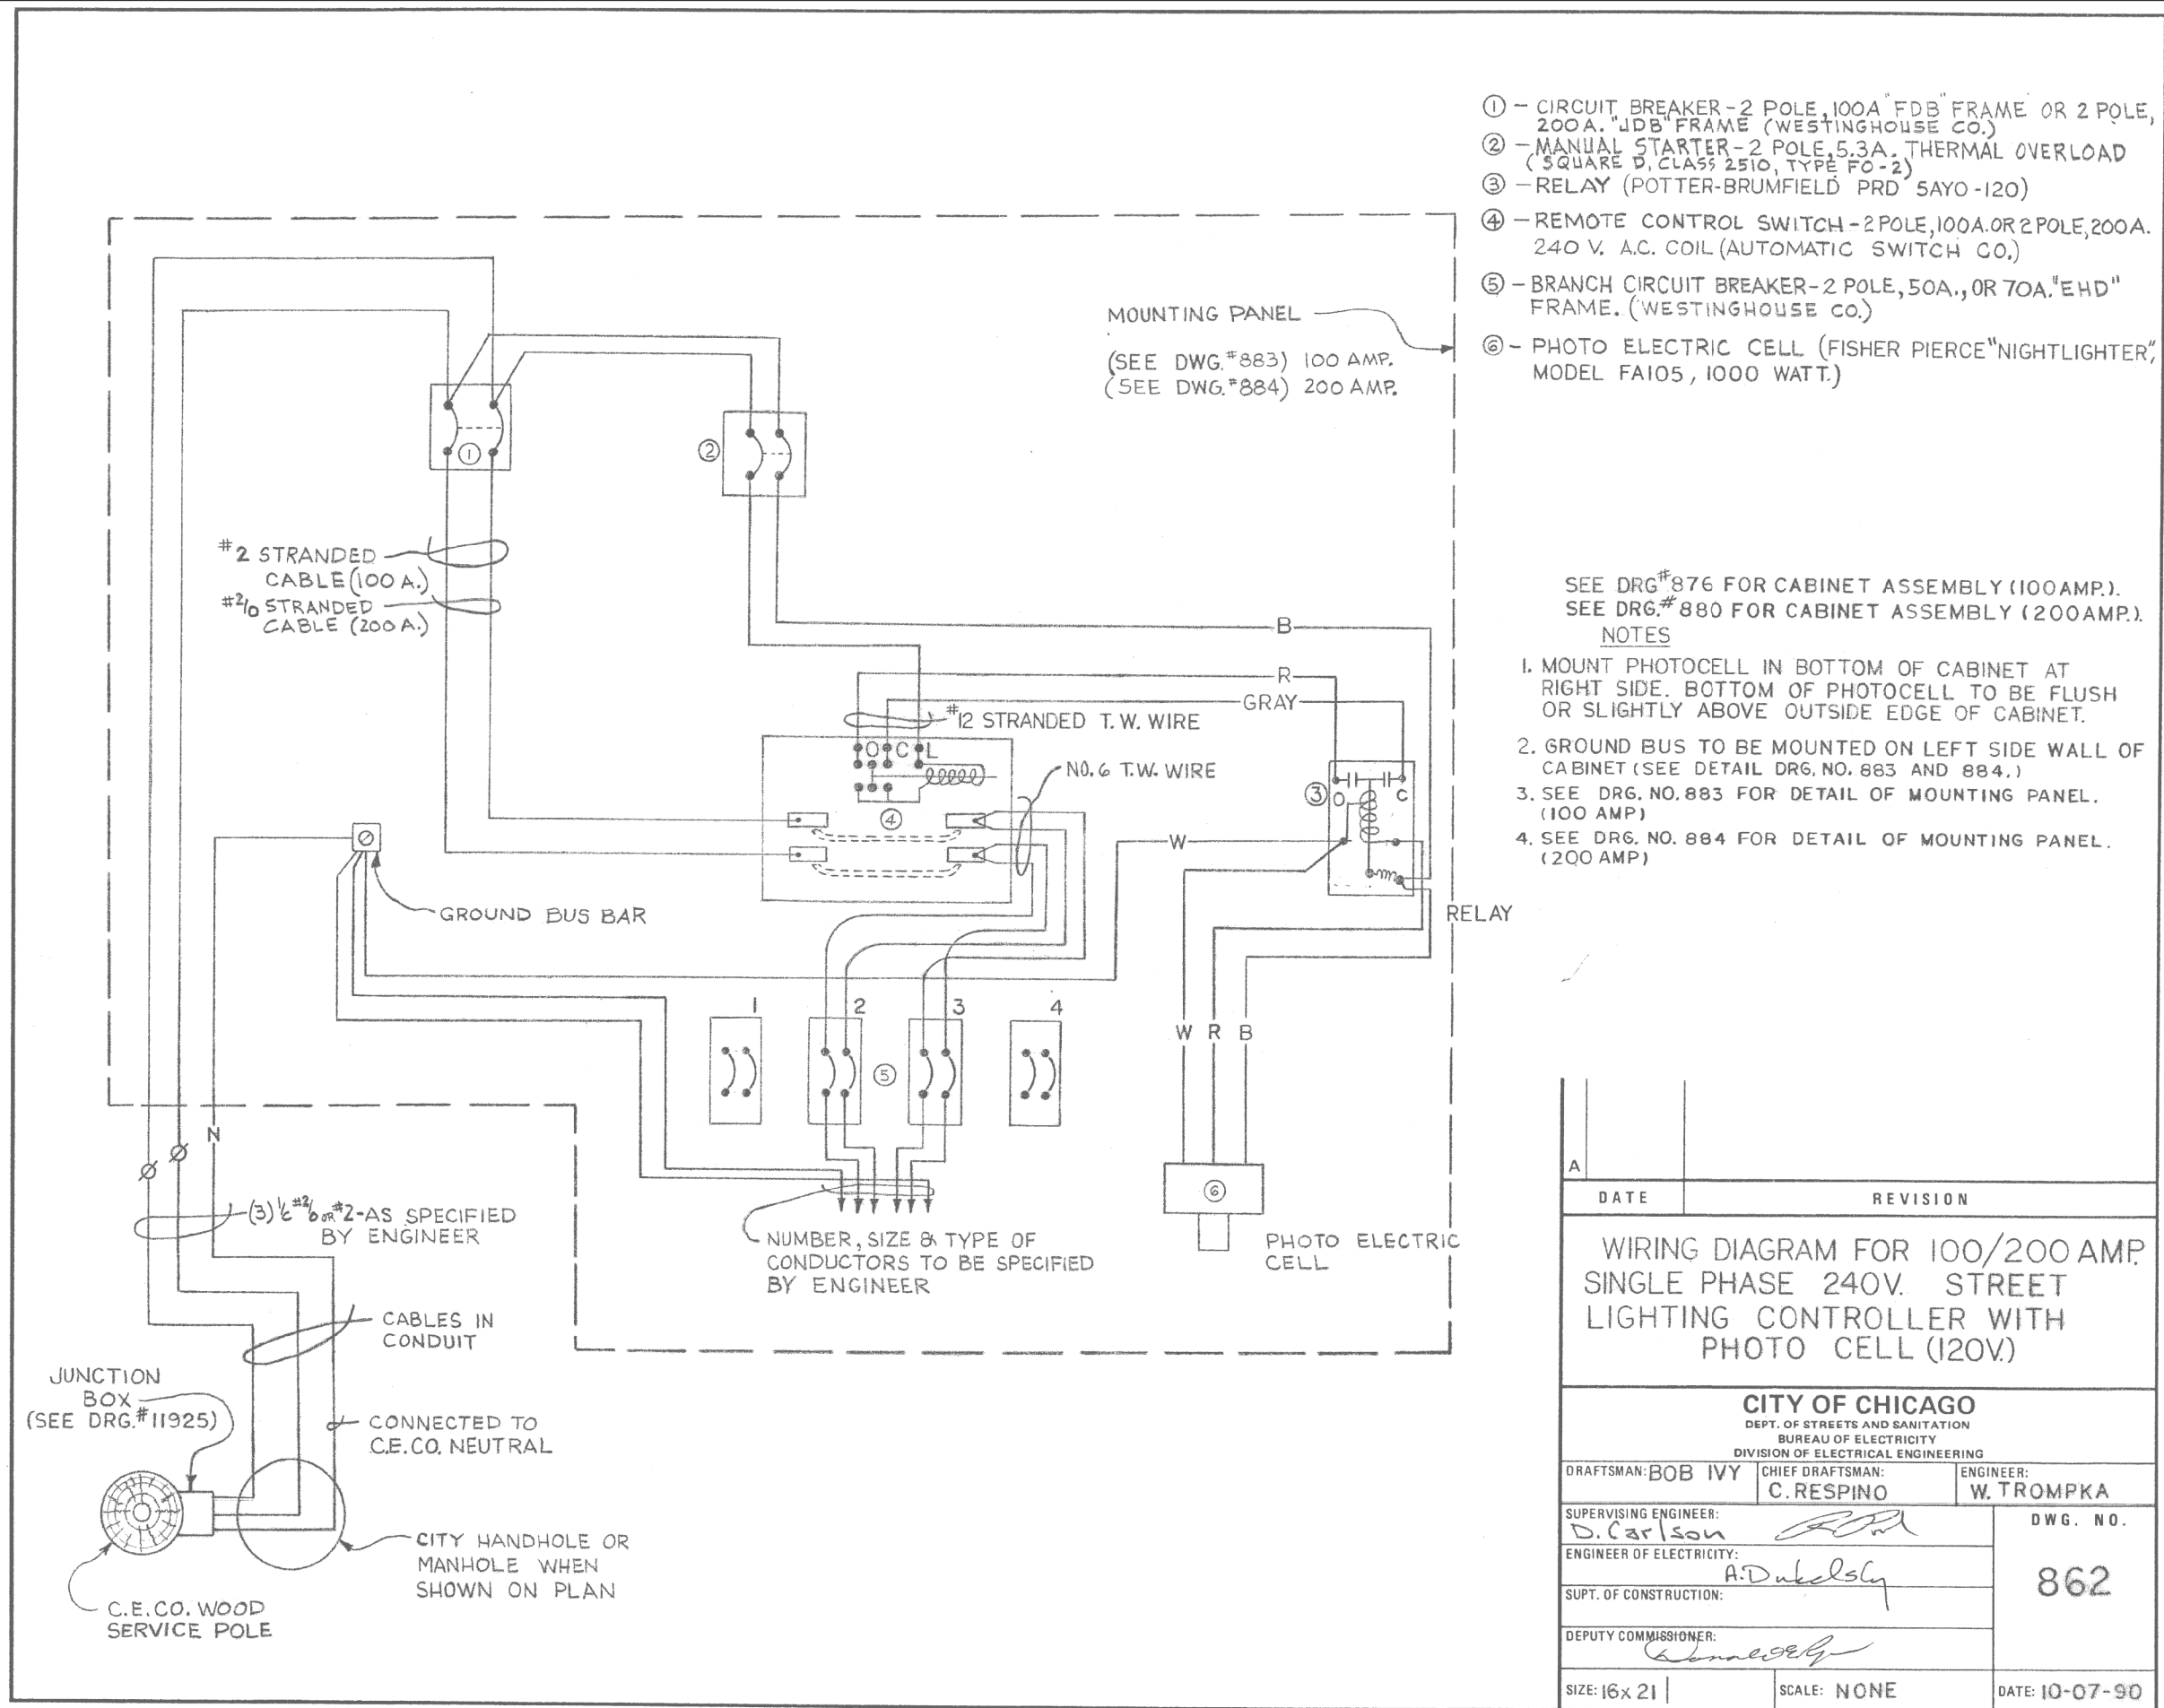 ① - CIRCUIT BREAKER-2 POLE, 100A "FDB" FRAME OR 2 POLE,
200A. "JDB" FRAME (WESTINGHOUSE CO.)
② - MANUAL STARTER-2 POLE, 5.3A. THERMAL OVERLOAD
(SQUARE D, CLASS 2510, TYPE FO-2)
③ - RELAY (POTTER-BRUMFIELD PRD 5AYO-120)
④ - REMOTE CONTROL SWITCH-2 POLE, 100A. OR 2 POLE, 200A.
240 V. A.C. COIL (AUTOMATIC SWITCH CO.)
⑤ - BRANCH CIRCUIT BREAKER-2 POLE, 50A., OR 70A. "EHD"
FRAME. (WESTINGHOUSE CO.)
⑥ - PHOTO ELECTRIC CELL (FISHER PIERCE "NIGHTLIGHTER",
MODEL FA105, 1000 WATT.)
MOUNTING PANEL
(SEE DWG. #883) 100 AMP.
(SEE DWG. #884) 200 AMP.
①
②
#2 STRANDED
CABLE (100 A.)
#2/0 STRANDED
CABLE (200 A.)
B
R
GRAY
#12 STRANDED T.W. WIRE
O C L
NO. 6 T.W. WIRE
④
③
O C
W
RELAY
GROUND BUS BAR
1
2
3
4
⑤
W R B
⑥
PHOTO ELECTRIC
CELL
N
(3) 1/C #2/0 OR #2-AS SPECIFIED
BY ENGINEER
NUMBER, SIZE & TYPE OF
CONDUCTORS TO BE SPECIFIED
BY ENGINEER
CABLES IN
CONDUIT
JUNCTION
BOX
(SEE DRG. #11925)
CONNECTED TO
C.E.CO. NEUTRAL
CITY HANDHOLE OR
MANHOLE WHEN
SHOWN ON PLAN
C.E.CO. WOOD
SERVICE POLE
SEE DRG #876 FOR CABINET ASSEMBLY (100AMP.).
SEE DRG. #880 FOR CABINET ASSEMBLY (200AMP.).
NOTES
1. MOUNT PHOTOCELL IN BOTTOM OF CABINET AT
RIGHT SIDE. BOTTOM OF PHOTOCELL TO BE FLUSH
OR SLIGHTLY ABOVE OUTSIDE EDGE OF CABINET.
2. GROUND BUS TO BE MOUNTED ON LEFT SIDE WALL OF
CABINET (SEE DETAIL DRG. NO. 883 AND 884.)
3. SEE DRG. NO. 883 FOR DETAIL OF MOUNTING PANEL.
(100 AMP)
4. SEE DRG. NO. 884 FOR DETAIL OF MOUNTING PANEL.
(200 AMP)
A
DATE REVISION
WIRING DIAGRAM FOR 100/200 AMP.
SINGLE PHASE 240V. STREET
LIGHTING CONTROLLER WITH
PHOTO CELL (120V.)
CITY OF CHICAGO
DEPT. OF STREETS AND SANITATION
BUREAU OF ELECTRICITY
DIVISION OF ELECTRICAL ENGINEERING
DRAFTSMAN: BOB IVY
CHIEF DRAFTSMAN:
C. RESPINO
ENGINEER:
W. TROMPKA
SUPERVISING ENGINEER:
D. Carlson
ENGINEER OF ELECTRICITY:
A. Dukelsky
SUPT. OF CONSTRUCTION:
DEPUTY COMMISSIONER:
DWG. NO.
862
SIZE: 16x21
SCALE: NONE
DATE: 10-07-90